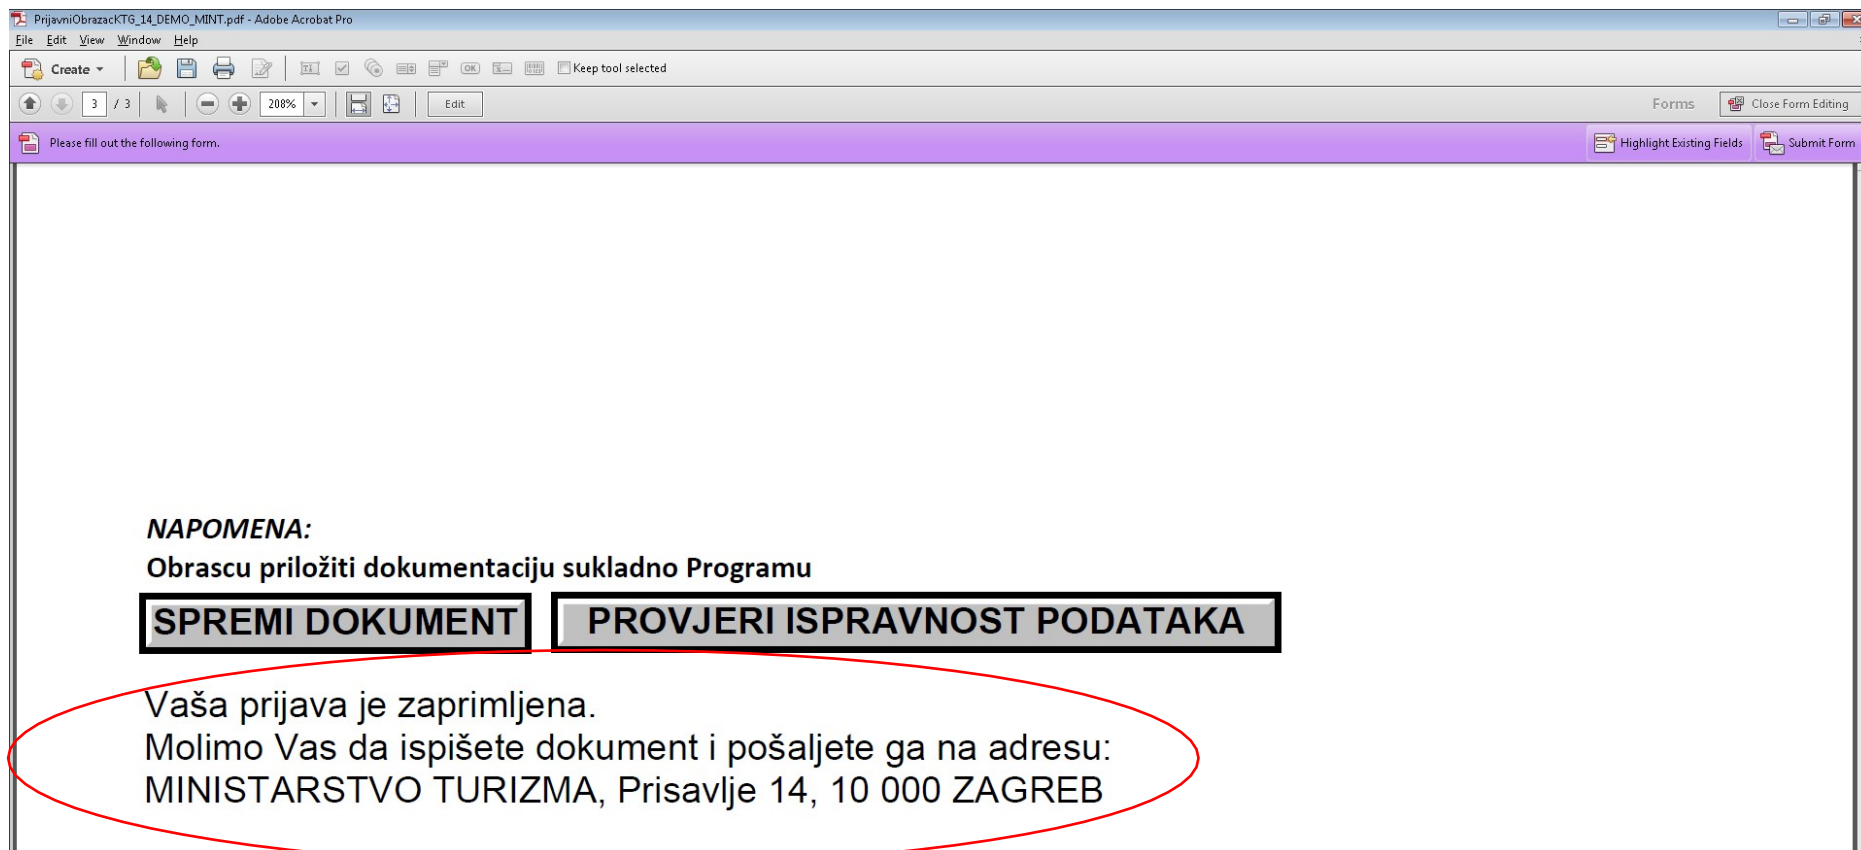 PrijavniObrazacKTG_14_DEMO_MINT.pdf - Adobe Acrobat Pro
File Edit View Window Help
Create Keep tool selected
3 / 3 208% Edit Forms Close Form Editing
Please fill out the following form. Highlight Existing Fields Submit Form
NAPOMENA:
Obrascu priložiti dokumentaciju sukladno Programu
SPREMI DOKUMENT PROVJERI ISPRAVNOST PODATAKA
Vaša prijava je zaprimljena.
Molimo Vas da ispišete dokument i pošaljete ga na adresu:
MINISTARSTVO TURIZMA, Prisavlje 14, 10 000 ZAGREB